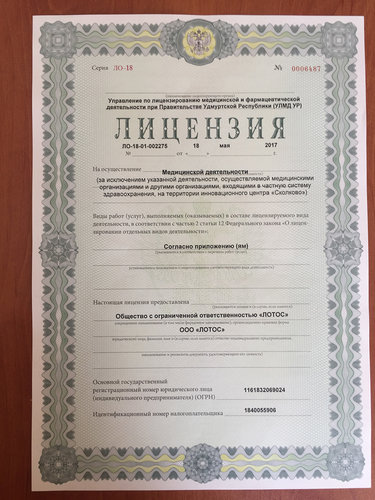 Серия ЛО-18 № 0006487
Управление по лицензированию медицинской и фармацевтической
деятельности при Правительстве Удмуртской Республики (УЛМД УР)
ЛИЦЕНЗИЯ
ЛО-18-01-002275 18 мая 2017
№ от « »
На осуществление Медицинской деятельности
(за исключением указанной деятельности, осуществляемой медицинскими
организациями и другими организациями, входящими в частную систему
здравоохранения, на территории инновационного центра «Сколково»)
Виды работ (услуг), выполняемых (оказываемых) в составе лицензируемого вида
деятельности, в соответствии с частью 2 статьи 12 Федерального закона «О лицен-
зировании отдельных видов деятельности»:
Согласно приложению (ям)
Настоящая лицензия предоставлена
Общество с ограниченной ответственностью «ЛОТОС»
ООО «ЛОТОС»
Основной государственный
регистрационный номер юридического лица
(индивидуального предпринимателя) (ОГРН) 1161832069024
Идентификационный номер налогоплательщика 1840055906